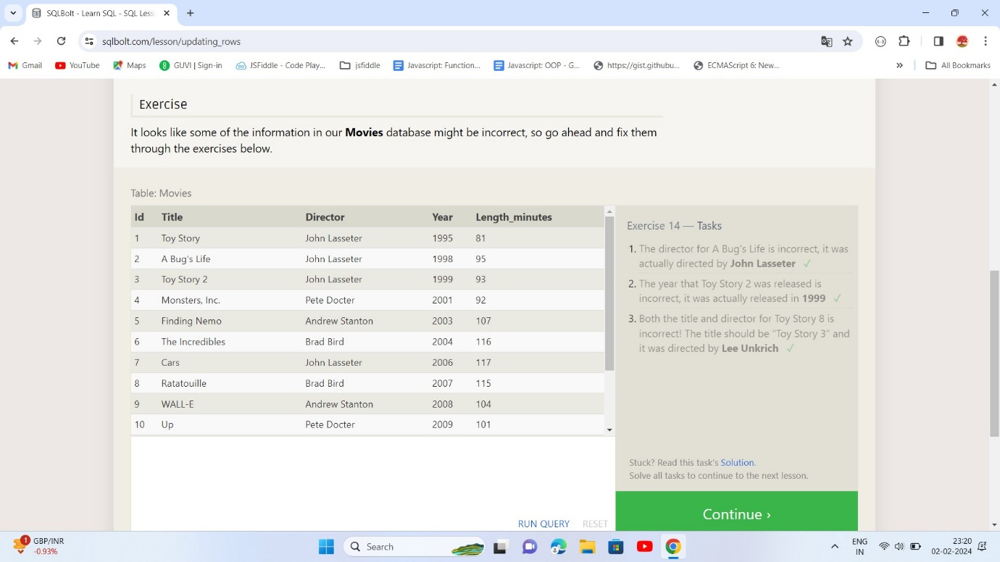 SQLBolt - Learn SQL - SQL Less
sqlbolt.com/lesson/updating_rows
Gmail YouTube Maps GUVI | Sign-in JSFiddle - Code Play... jsfiddle Javascript: Function... Javascript: OOP - G... https://gist.githubu... ECMAScript 6: New... » All Bookmarks
Exercise
It looks like some of the information in our Movies database might be incorrect, so go ahead and fix them
through the exercises below.
Table: Movies
Id Title Director Year Length_minutes
1 Toy Story John Lasseter 1995 81
2 A Bug's Life John Lasseter 1998 95
3 Toy Story 2 John Lasseter 1999 93
4 Monsters, Inc. Pete Docter 2001 92
5 Finding Nemo Andrew Stanton 2003 107
6 The Incredibles Brad Bird 2004 116
7 Cars John Lasseter 2006 117
8 Ratatouille Brad Bird 2007 115
9 WALL-E Andrew Stanton 2008 104
10 Up Pete Docter 2009 101
RUN QUERY RESET
Exercise 14 — Tasks
1. The director for A Bug's Life is incorrect, it was
actually directed by John Lasseter ✓
2. The year that Toy Story 2 was released is
incorrect, it was actually released in 1999 ✓
3. Both the title and director for Toy Story 8 is
incorrect! The title should be "Toy Story 3" and
it was directed by Lee Unkrich ✓
Stuck? Read this task's Solution.
Solve all tasks to continue to the next lesson.
Continue ›
1 GBP/INR
-0.93%
Search
ENG
IN
23:20
02-02-2024